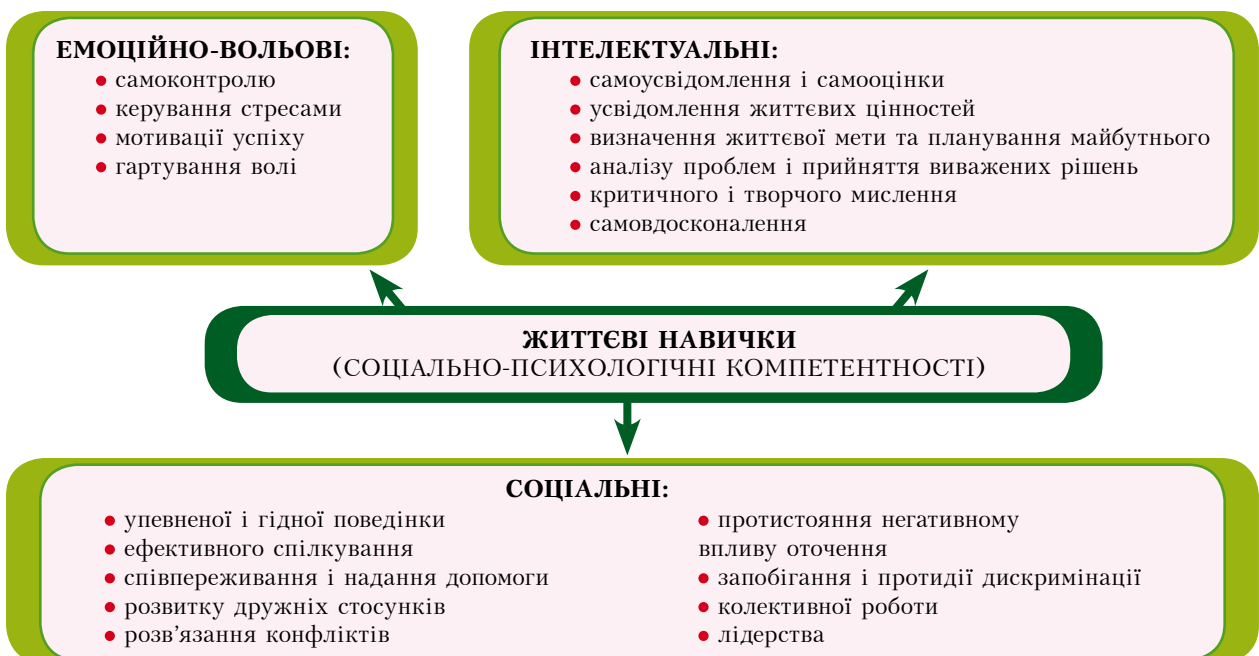 ЕМОЦІЙНО-ВОЛЬОВІ:
• самоконтролю
• керування стресами
• мотивації успіху
• гартування волі
ІНТЕЛЕКТУАЛЬНІ:
• самоусвідомлення і самооцінки
• усвідомлення життєвих цінностей
• визначення життєвої мети та планування майбутнього
• аналізу проблем і прийняття виважених рішень
• критичного і творчого мислення
• самовдосконалення
ЖИТТЄВІ НАВИЧКИ
(СОЦІАЛЬНО-ПСИХОЛОГІЧНІ КОМПЕТЕНТНОСТІ)
СОЦІАЛЬНІ:
• упевненої і гідної поведінки
• ефективного спілкування
• співпереживання і надання допомоги
• розвитку дружніх стосунків
• розв'язання конфліктів
• протистояння негативному
впливу оточення
• запобігання і протидії дискримінації
• колективної роботи
• лідерства